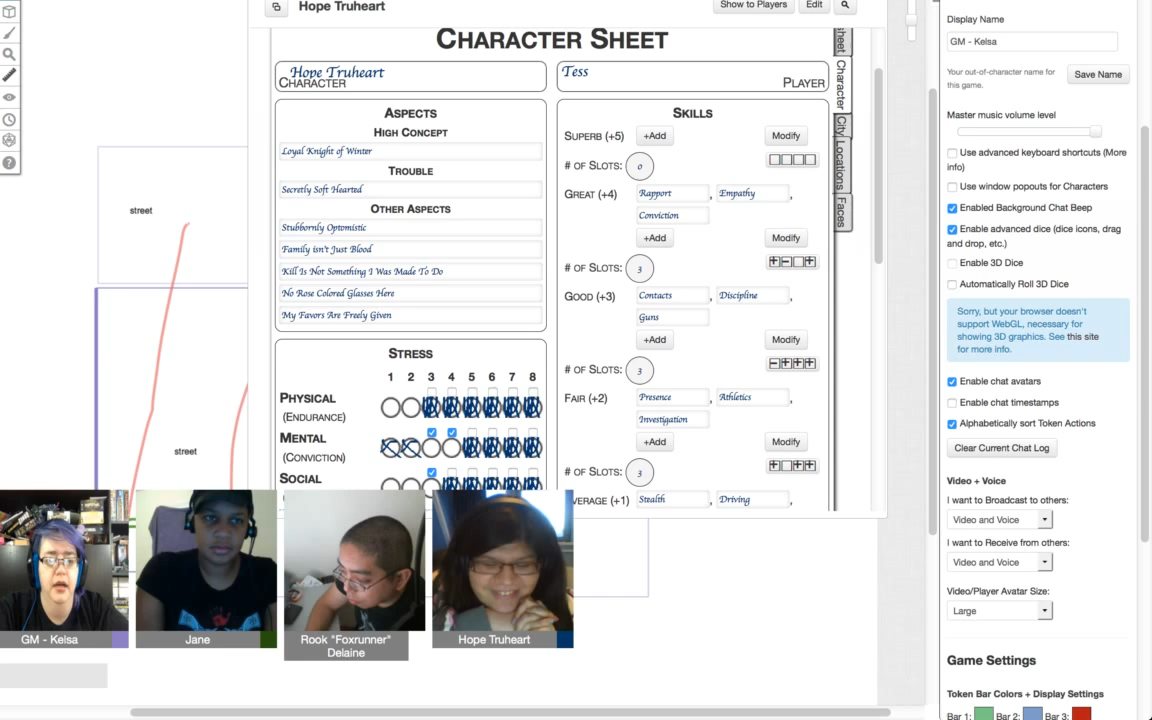 Hope Truheart
Show to Players
Edit
CHARACTER SHEET
Hope Truheart
CHARACTER
Tess
PLAYER
ASPECTS
HIGH CONCEPT
Loyal Knight of Winter
TROUBLE
Secretly Soft Hearted
OTHER ASPECTS
Stubbornly Optomistic
Family isn't Just Blood
Kill Is Not Something I Was Made To Do
No Rose Colored Glasses Here
My Favors Are Freely Given
STRESS
1 2 3 4 5 6 7 8
PHYSICAL
(ENDURANCE)
MENTAL
(CONVICTION)
SOCIAL
SKILLS
SUPERB (+5) +Add Modify
# OF SLOTS: 0
GREAT (+4) Rapport , Empathy ,
Conviction
+Add Modify
# OF SLOTS: 3
GOOD (+3) Contacts , Discipline ,
Guns
+Add Modify
# OF SLOTS: 3
FAIR (+2) Presence , Athletics ,
Investigation
+Add Modify
# OF SLOTS: 3
VERAGE (+1) Stealth , Driving ,
heet
Character
City
Locations
Faces
street
street
GM - Kelsa
Jane
Rook "Foxrunner"
Delaine
Hope Truheart
Display Name
GM - Kelsa
Your out-of-character name for
this game.
Save Name
Master music volume level
Use advanced keyboard shortcuts (More
info)
Use window popouts for Characters
Enabled Background Chat Beep
Enable advanced dice (dice icons, drag
and drop, etc.)
Enable 3D Dice
Automatically Roll 3D Dice
Sorry, but your browser doesn't
support WebGL, necessary for
showing 3D graphics. See this site
for more info.
Enable chat avatars
Enable chat timestamps
Alphabetically sort Token Actions
Clear Current Chat Log
Video + Voice
I want to Broadcast to others:
Video and Voice
I want to Receive from others:
Video and Voice
Video/Player Avatar Size:
Large
Game Settings
Token Bar Colors + Display Settings
Bar 1: Bar 2: Bar 3: